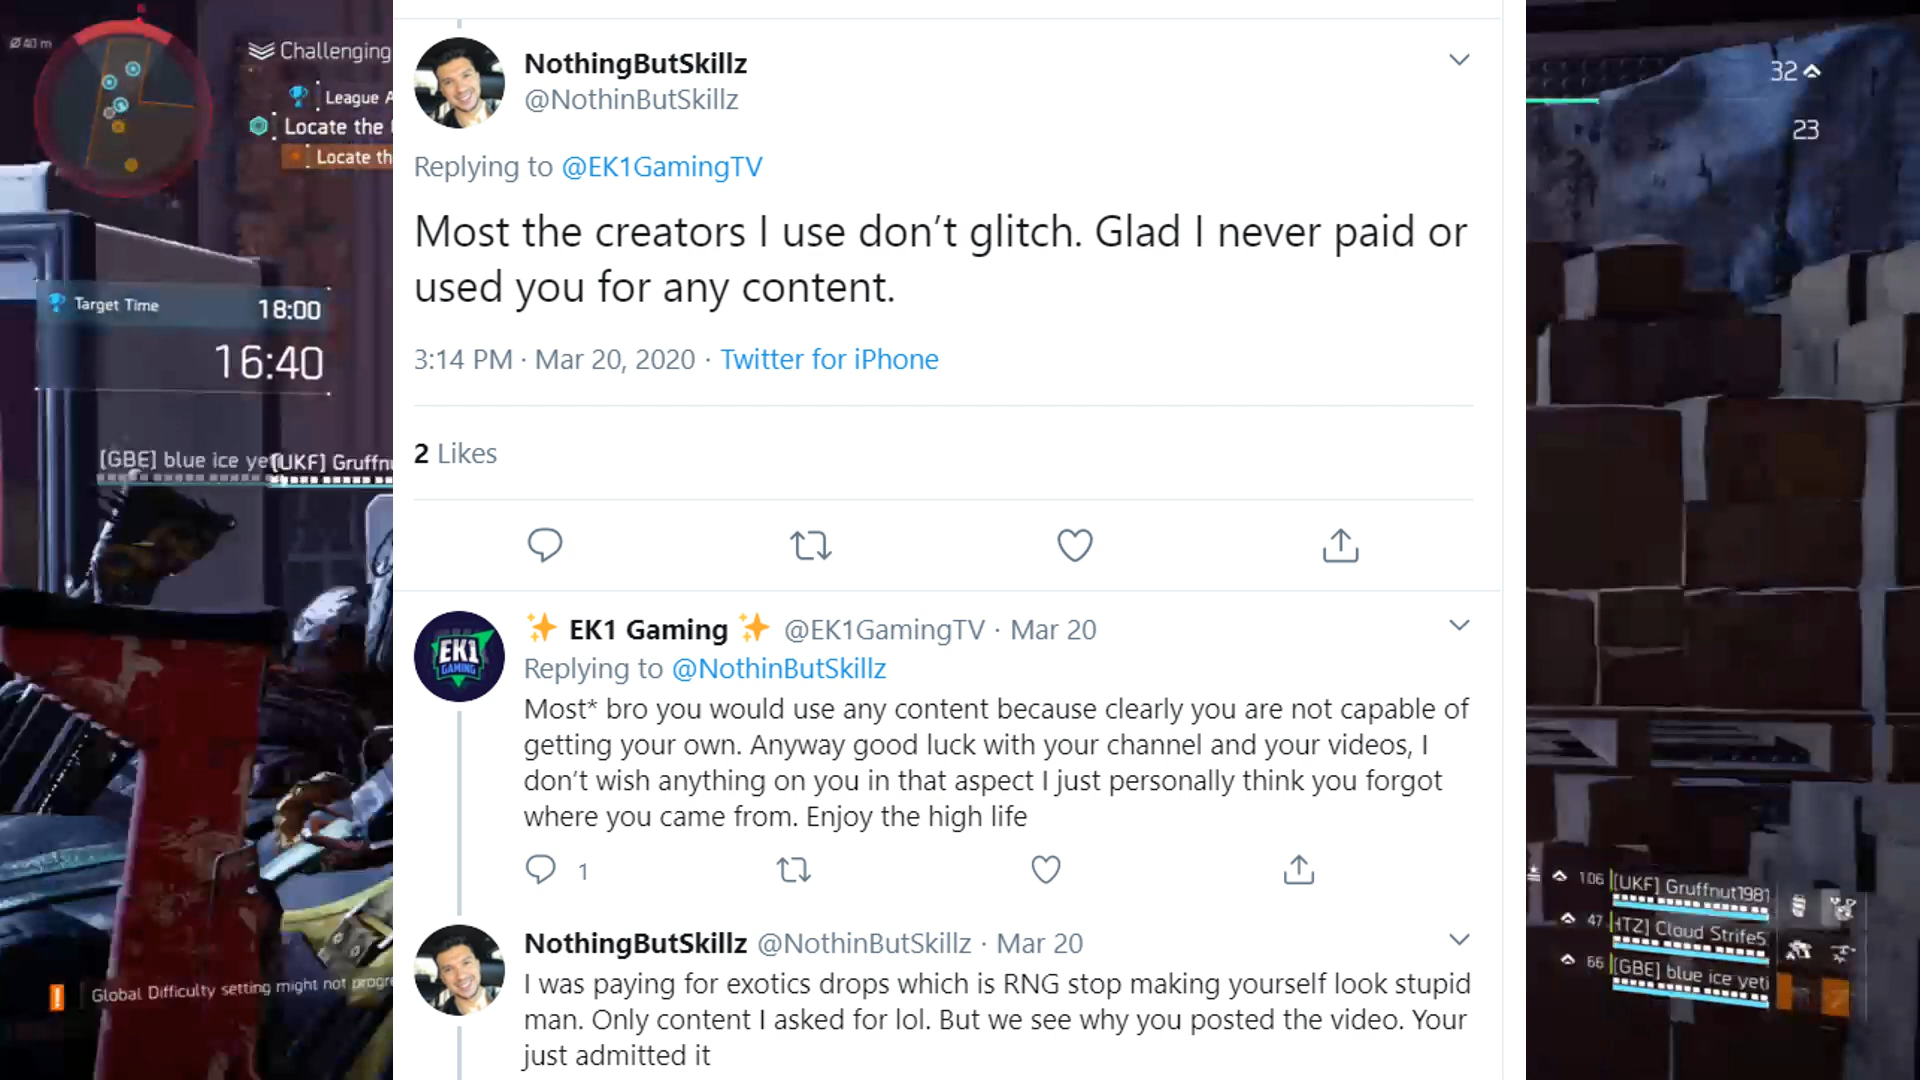 Ø 40 m
Challenging
League A
Locate the
Locate th
Target Time 18:00
16:40
[GBE] blue ice yet
[UKF] Gruffnu
Global Difficulty setting might not progre
NothingButSkillz
@NothinButSkillz
Replying to @EK1GamingTV
Most the creators I use don’t glitch. Glad I never paid or
used you for any content.
3:14 PM · Mar 20, 2020 · Twitter for iPhone
2 Likes
EK1 GAMING
✨ EK1 Gaming ✨ @EK1GamingTV · Mar 20
Replying to @NothinButSkillz
Most* bro you would use any content because clearly you are not capable of
getting your own. Anyway good luck with your channel and your videos, I
don’t wish anything on you in that aspect I just personally think you forgot
where you came from. Enjoy the high life
1
NothingButSkillz @NothinButSkillz · Mar 20
I was paying for exotics drops which is RNG stop making yourself look stupid
man. Only content I asked for lol. But we see why you posted the video. Your
just admitted it
32
23
106 [UKF] Gruffnut1981
47 Cloud Strife5
[GBE] blue ice yeti